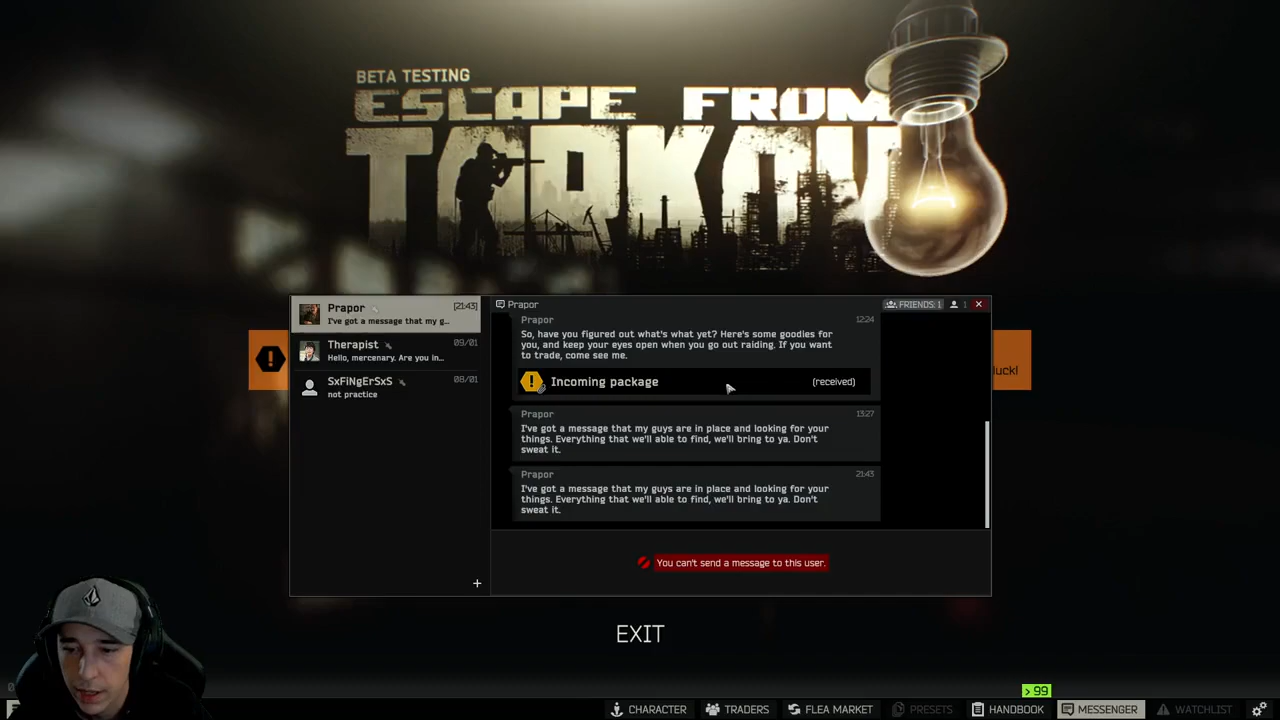 BETA TESTING
ESCAPE FROM
TARKOV
Prapor
[21:43]
I've got a message that my g...
Therapist
09/01
Hello, mercenary. Are you in...
SxFiNgErSxS
08/01
not practice
+
Prapor
FRIENDS: 1
1
Prapor
12:24
So, have you figured out what's what yet? Here's some goodies for
you, and keep your eyes open when you go out raiding. If you want
to trade, come see me.
Incoming package
(received)
Prapor
13:27
I've got a message that my guys are in place and looking for your
things. Everything that we'll able to find, we'll bring to ya. Don't
sweat it.
Prapor
21:43
I've got a message that my guys are in place and looking for your
things. Everything that we'll able to find, we'll bring to ya. Don't
sweat it.
You can't send a message to this user.
luck!
EXIT
> 99
CHARACTER
TRADERS
FLEA MARKET
PRESETS
HANDBOOK
MESSENGER
WATCHLIST